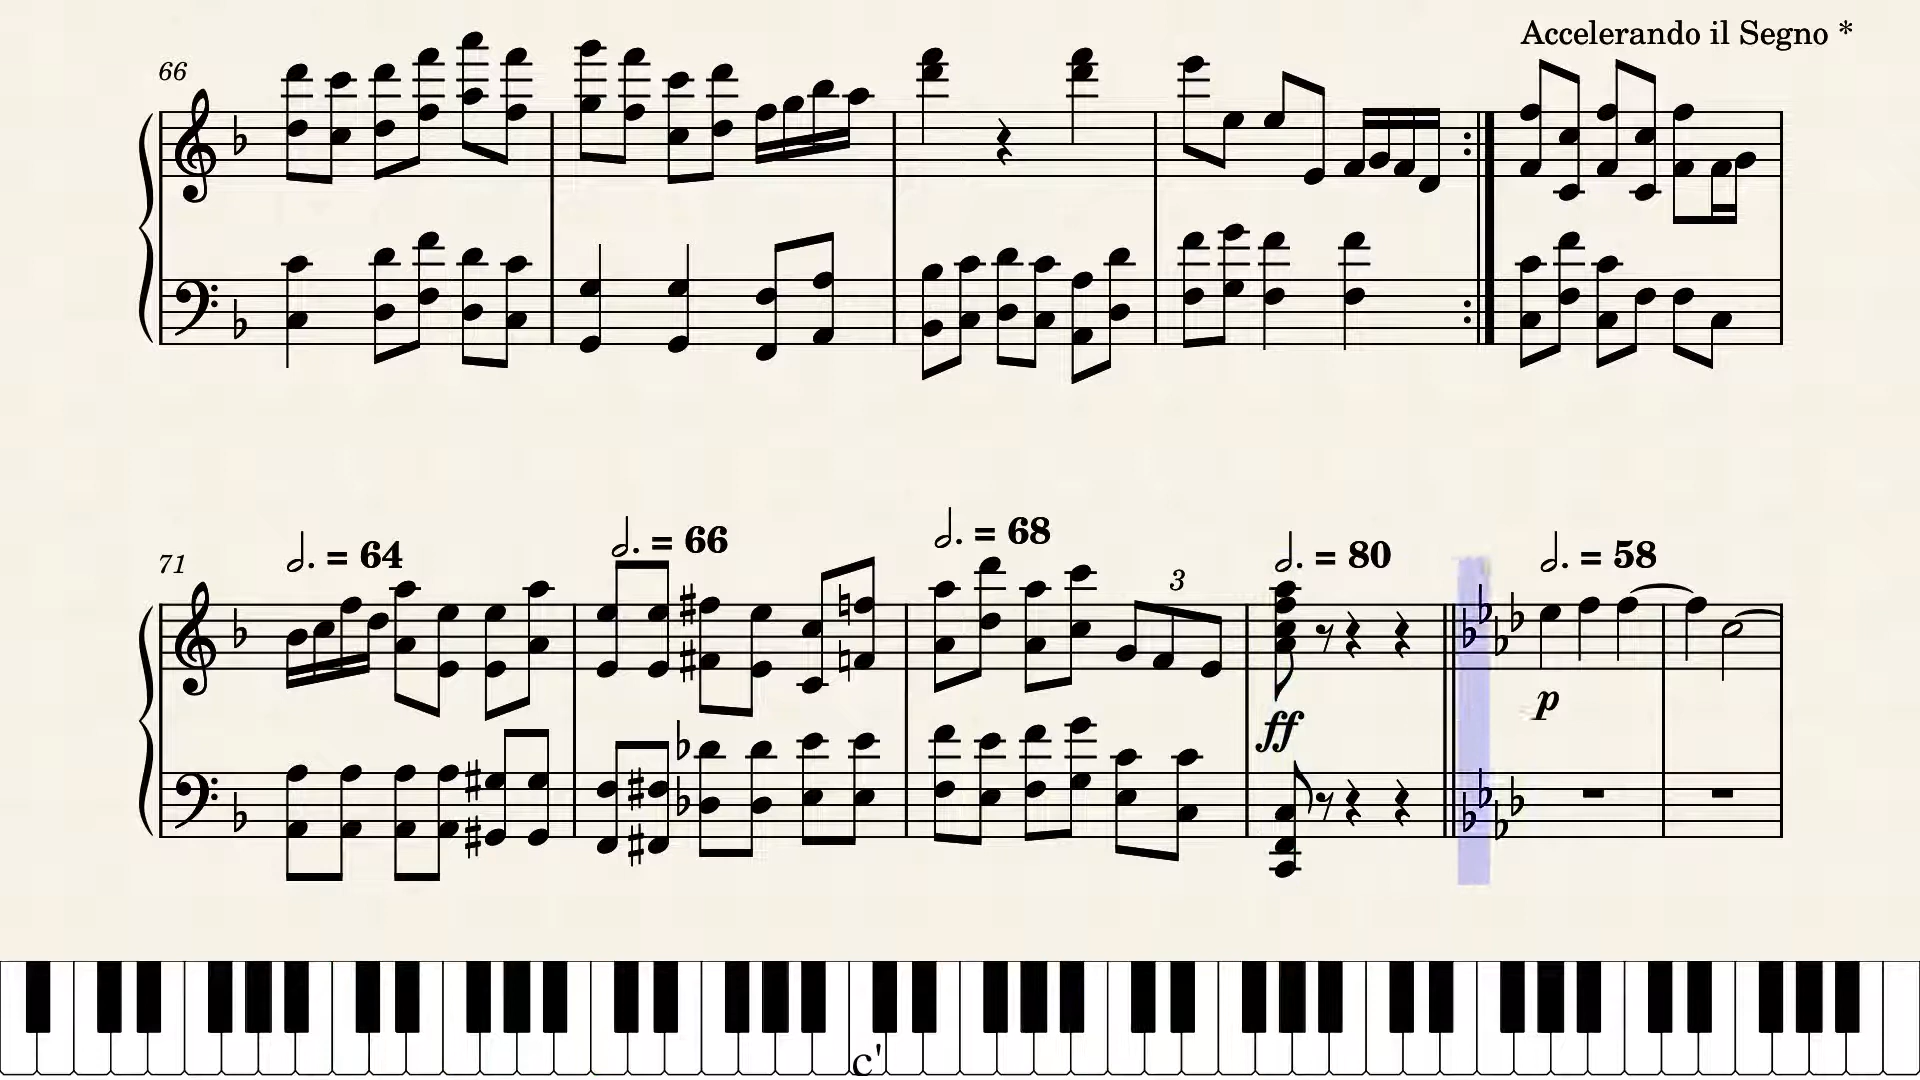 Accelerando il Segno *
66
71
= 64
= 66
= 68
3
= 80
= 58
ff
p
c'